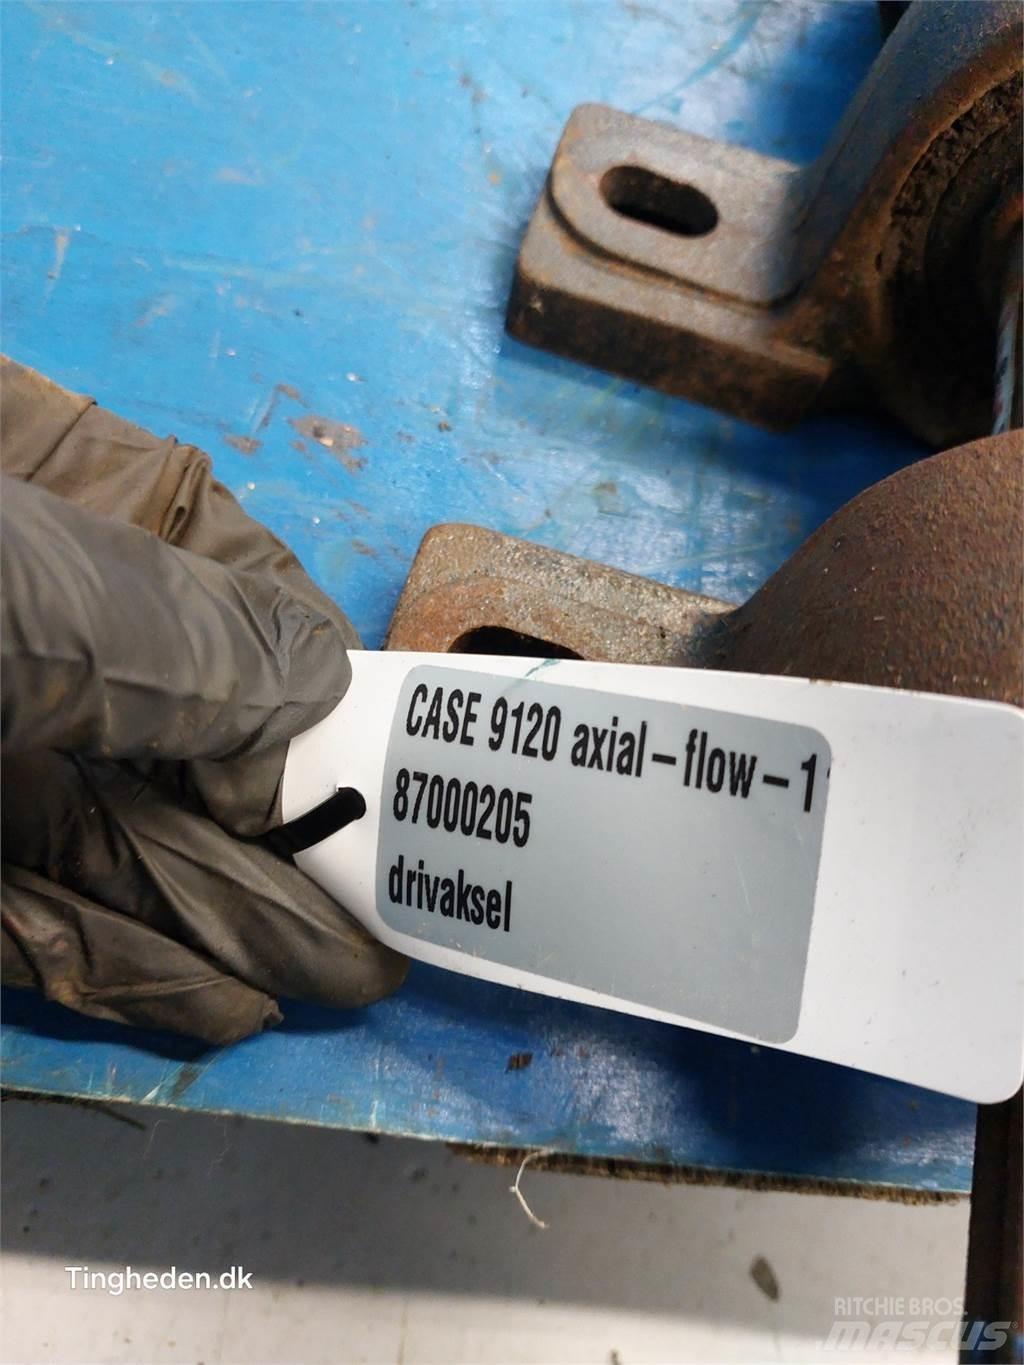 CASE 9120 axial-flow-1
87000205
drivaksel
Tingheden.dk
RITCHIE BROS.
MASCUS